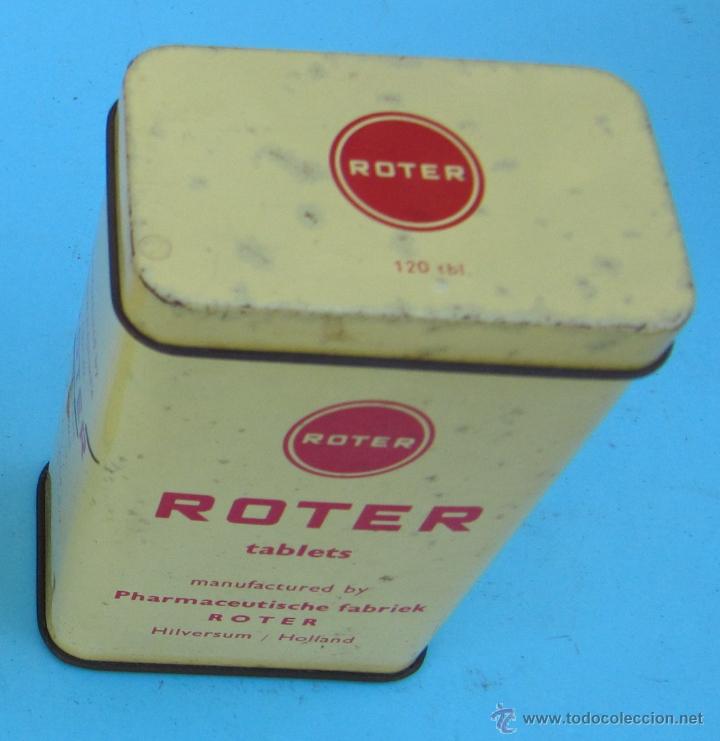 ROTER
120 tbl.
ROTER
ROTER
tablets
manufactured by
Pharmaceutische fabriek
ROTER
Hilversum / Holland
www.todocoleccion.net